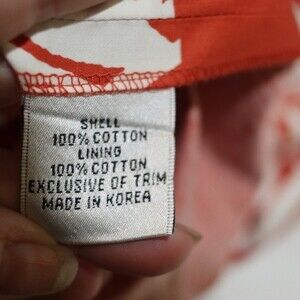 SHELL
100% COTTON
LINING
100% COTTON
EXCLUSIVE OF TRIM
MADE IN KOREA